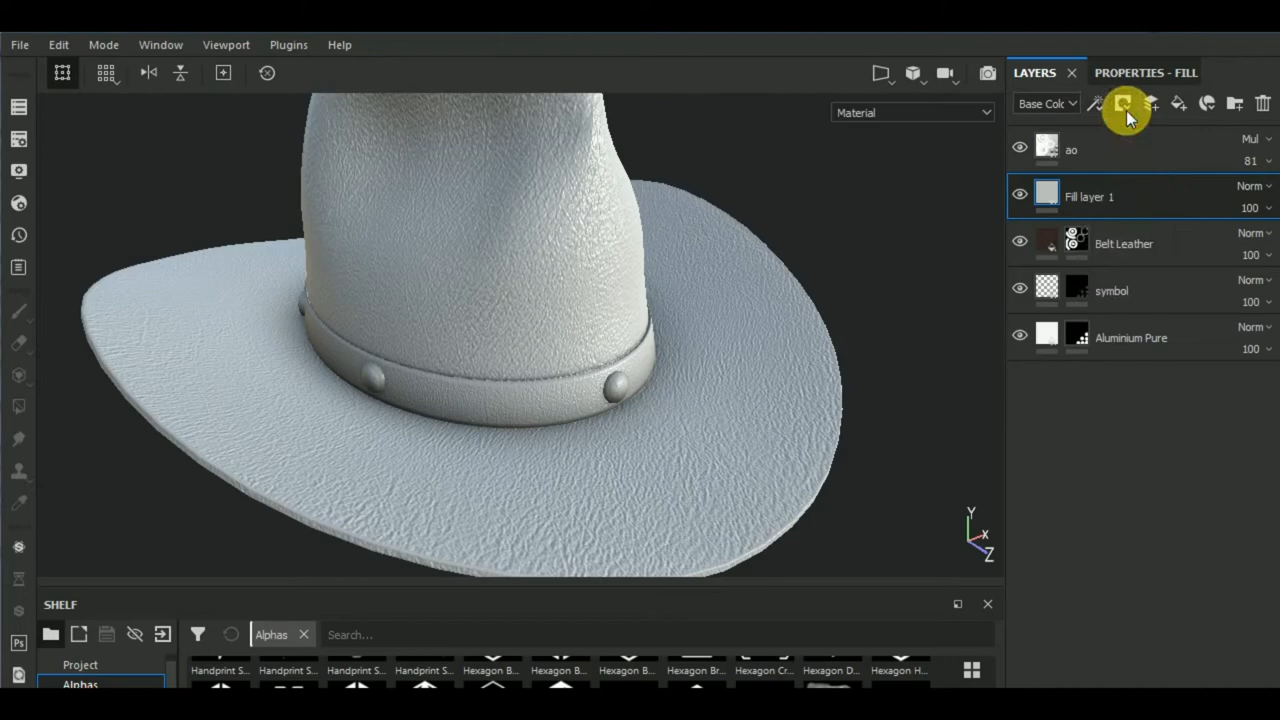 File Edit Mode Window Viewport Plugins Help
LAYERS PROPERTIES - FILL
Base Colc
Material
ao Mul 81
Fill layer 1 Norm 100
Belt Leather Norm 100
symbol Norm 100
Aluminium Pure Norm 100
Y
X
Z
SHELF
Alphas Search...
Ps
Project
Handprint S... Handprint S... Handprint S... Handprint S... Hexagon B... Hexagon B... Hexagon B... Hexagon Br... Hexagon Cr... Hexagon D... Hexagon H...
Alphas